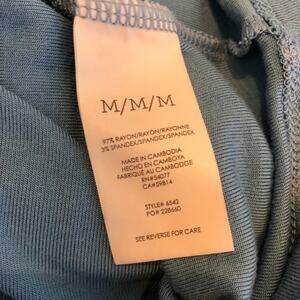 M/M/M
97% RAYON/RAYÓN/RAYONNE
3% SPANDEX/SPANDEX/SPANDEX
MADE IN CAMBODIA
HECHO EN CAMBOYA
FABRIQUÉ AU CAMBODGE
RN#54077
CA#59814
STYLE# 6542
PO# 228660
SEE REVERSE FOR CARE